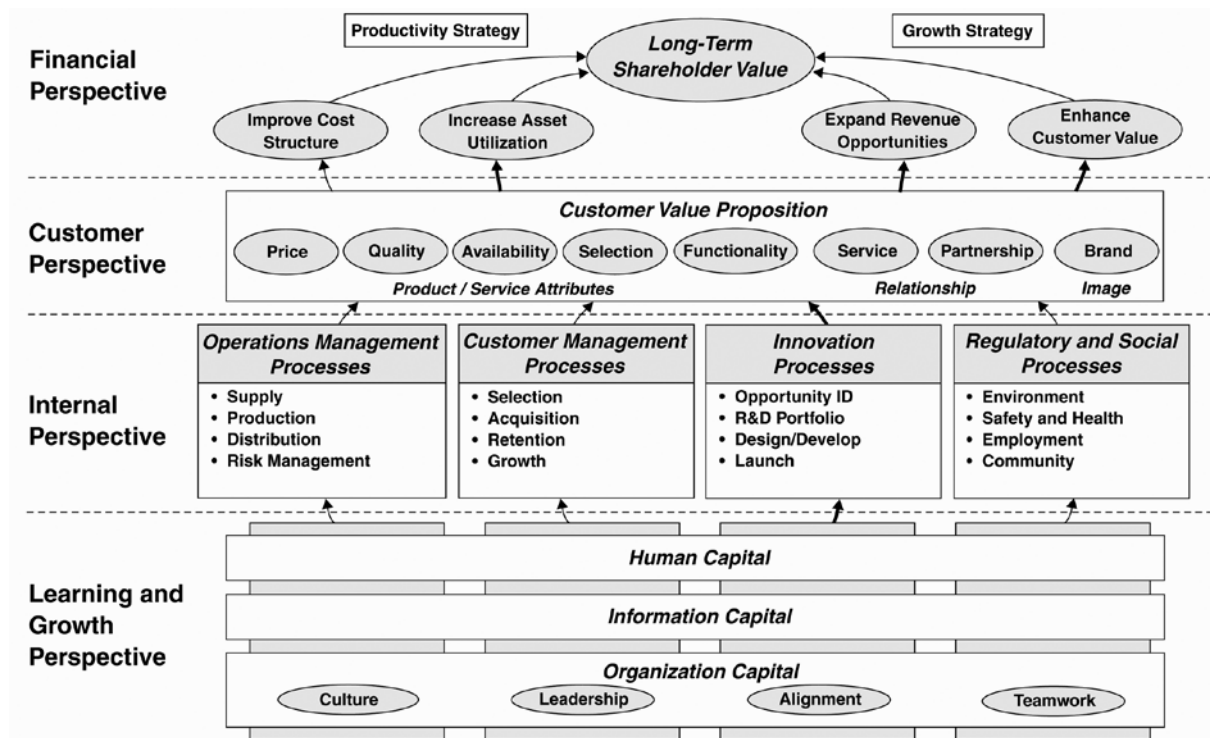 Financial
Perspective
Productivity Strategy
Growth Strategy
Long-Term
Shareholder Value
Improve Cost
Structure
Increase Asset
Utilization
Expand Revenue
Opportunities
Enhance
Customer Value
Customer
Perspective
Customer Value Proposition
Price
Quality
Availability
Selection
Functionality
Service
Partnership
Brand
Product / Service Attributes
Relationship
Image
Internal
Perspective
Operations Management
Processes
• Supply
• Production
• Distribution
• Risk Management
Customer Management
Processes
• Selection
• Acquisition
• Retention
• Growth
Innovation
Processes
• Opportunity ID
• R&D Portfolio
• Design/Develop
• Launch
Regulatory and Social
Processes
• Environment
• Safety and Health
• Employment
• Community
Learning and
Growth
Perspective
Human Capital
Information Capital
Organization Capital
Culture
Leadership
Alignment
Teamwork